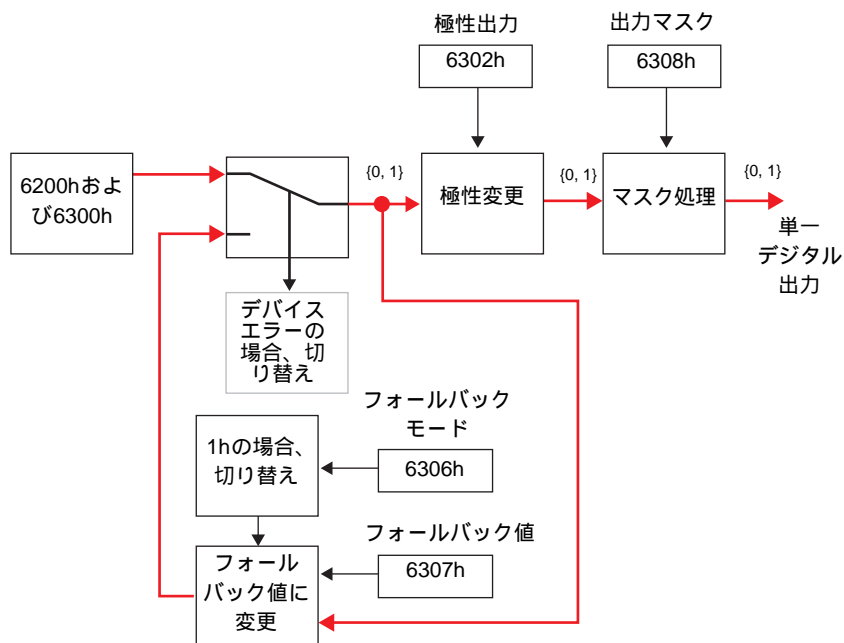 極性出力
6302h
出力マスク
6308h
6200hおよ
び6300h
{0, 1}
極性変更
{0, 1}
マスク処理
{0, 1}
単一
デジタル
出力
デバイス
エラーの
場合、切
り替え
フォールバック
モード
6306h
1hの場合、
切り替え
フォールバック値
6307h
フォール
バック値に
変更